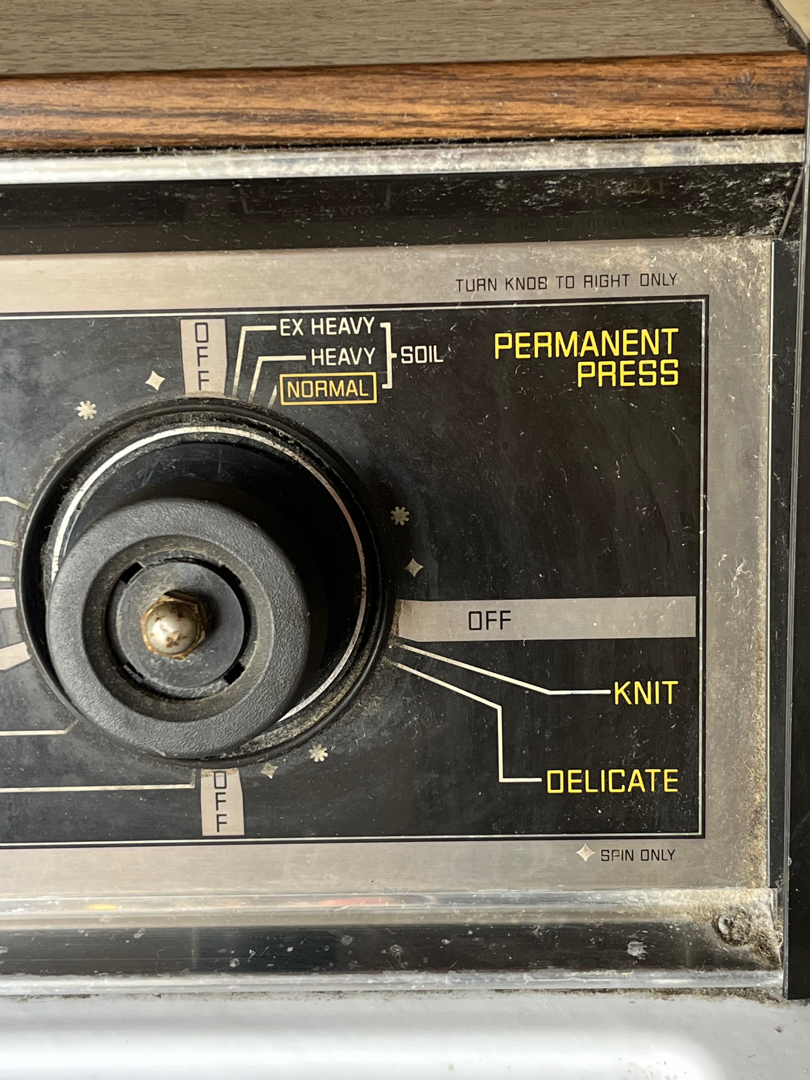 TURN KNOB TO RIGHT ONLY
OFF
EX HEAVY
HEAVY
NORMAL
SOIL
PERMANENT
PRESS
OFF
KNIT
DELICATE
OFF
SPIN ONLY